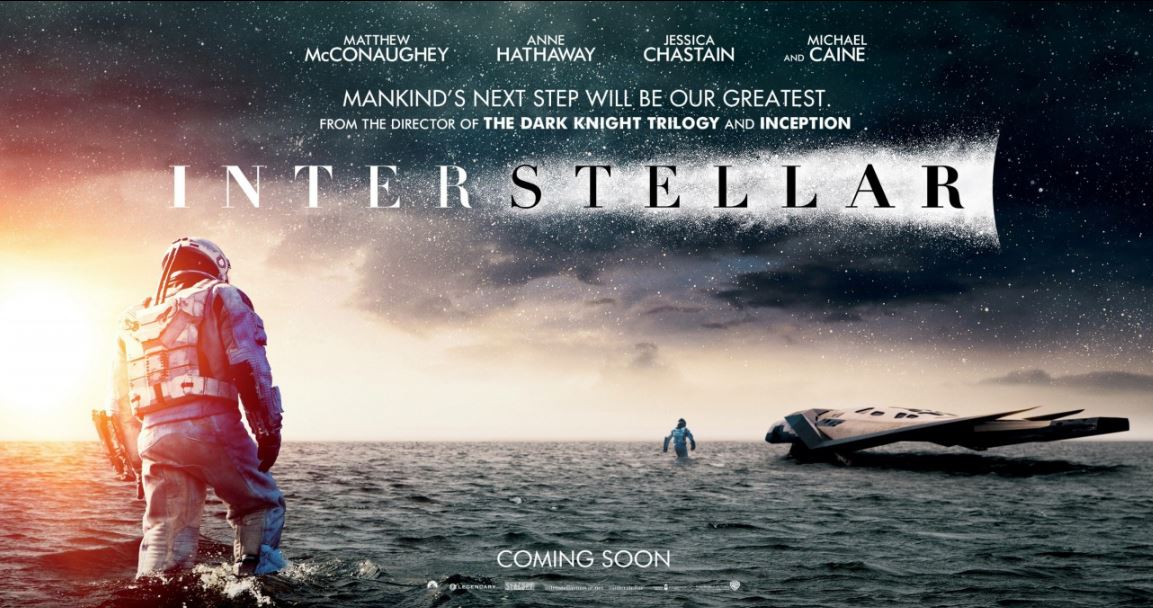 MATTHEW McCONAUGHEY
ANNE HATHAWAY
JESSICA CHASTAIN
AND MICHAEL CAINE
MANKIND'S NEXT STEP WILL BE OUR GREATEST.
FROM THE DIRECTOR OF THE DARK KNIGHT TRILOGY AND INCEPTION
INTERSTELLAR
COMING SOON
LEGENDARY